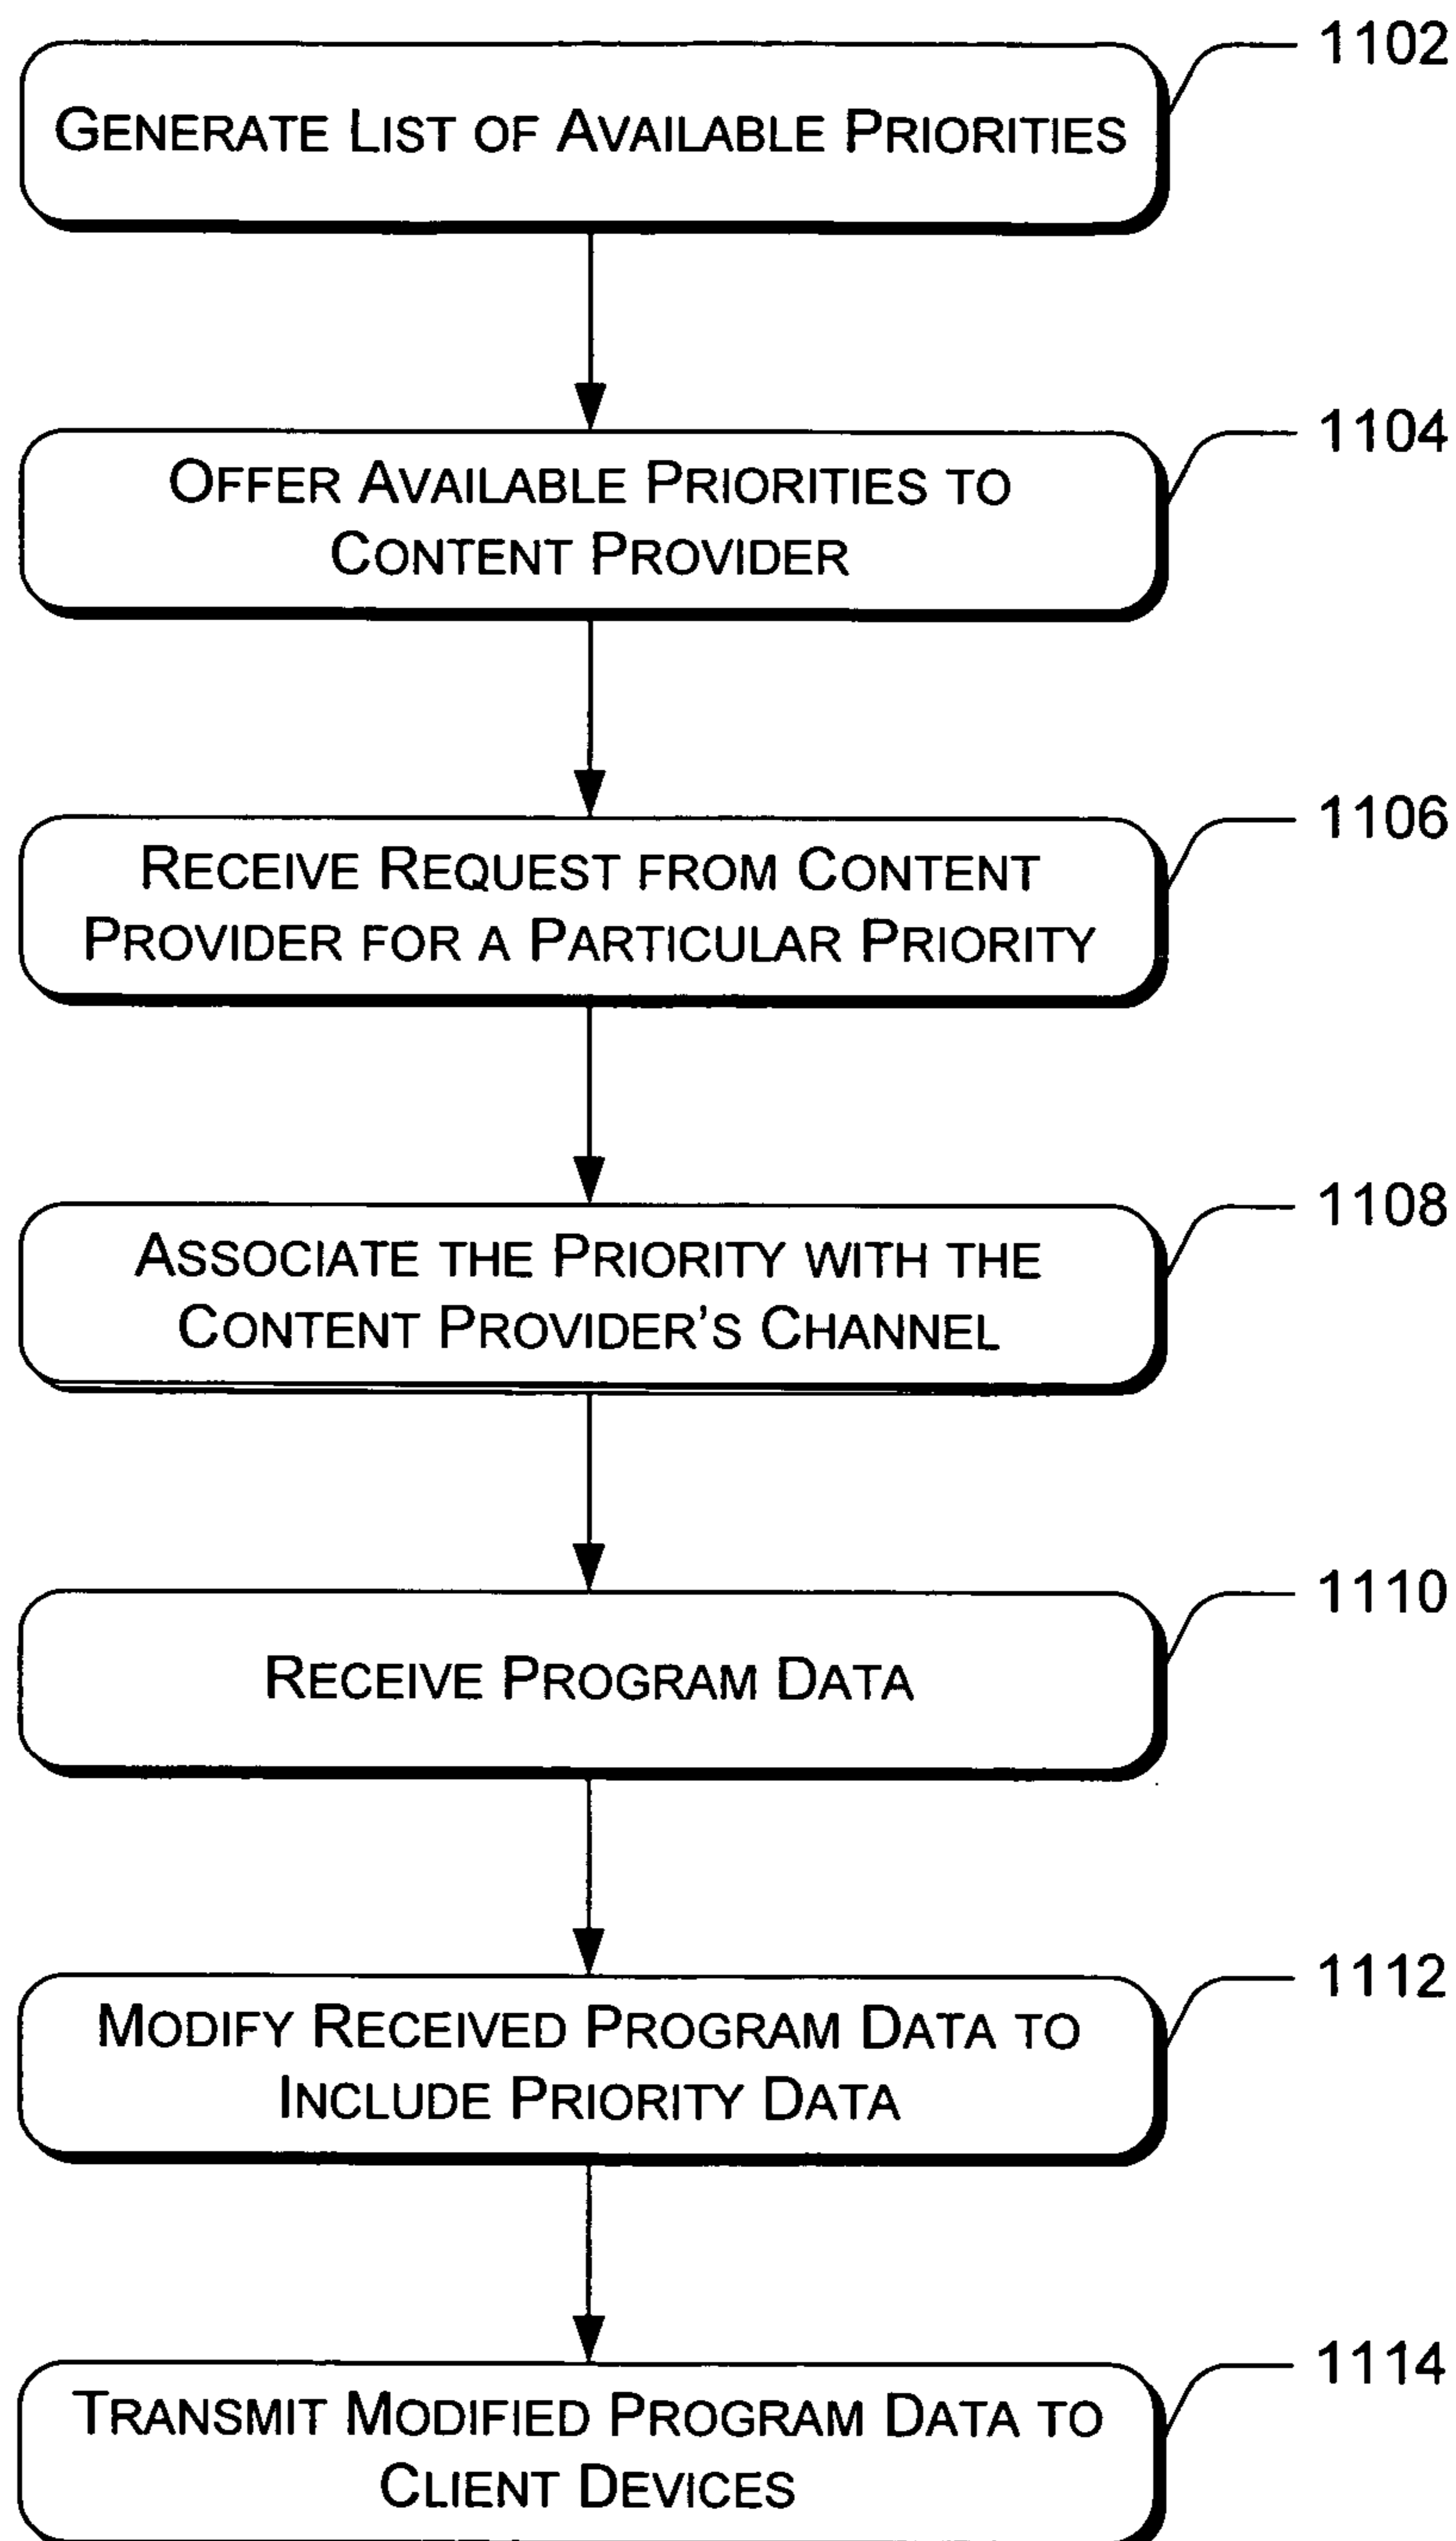 1102
GENERATE LIST OF AVAILABLE PRIORITIES
1104
OFFER AVAILABLE PRIORITIES TO
CONTENT PROVIDER
1106
RECEIVE REQUEST FROM CONTENT
PROVIDER FOR A PARTICULAR PRIORITY
1108
ASSOCIATE THE PRIORITY WITH THE
CONTENT PROVIDER'S CHANNEL
1110
RECEIVE PROGRAM DATA
1112
MODIFY RECEIVED PROGRAM DATA TO
INCLUDE PRIORITY DATA
1114
TRANSMIT MODIFIED PROGRAM DATA TO
CLIENT DEVICES